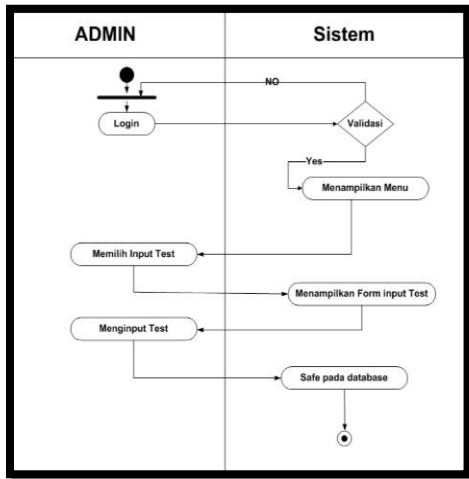 ADMIN
Sistem
NO
Login
Validasi
Yes
Menampilkan Menu
Memilih Input Test
Menampilkan Form input Test
Menginput Test
Safe pada database